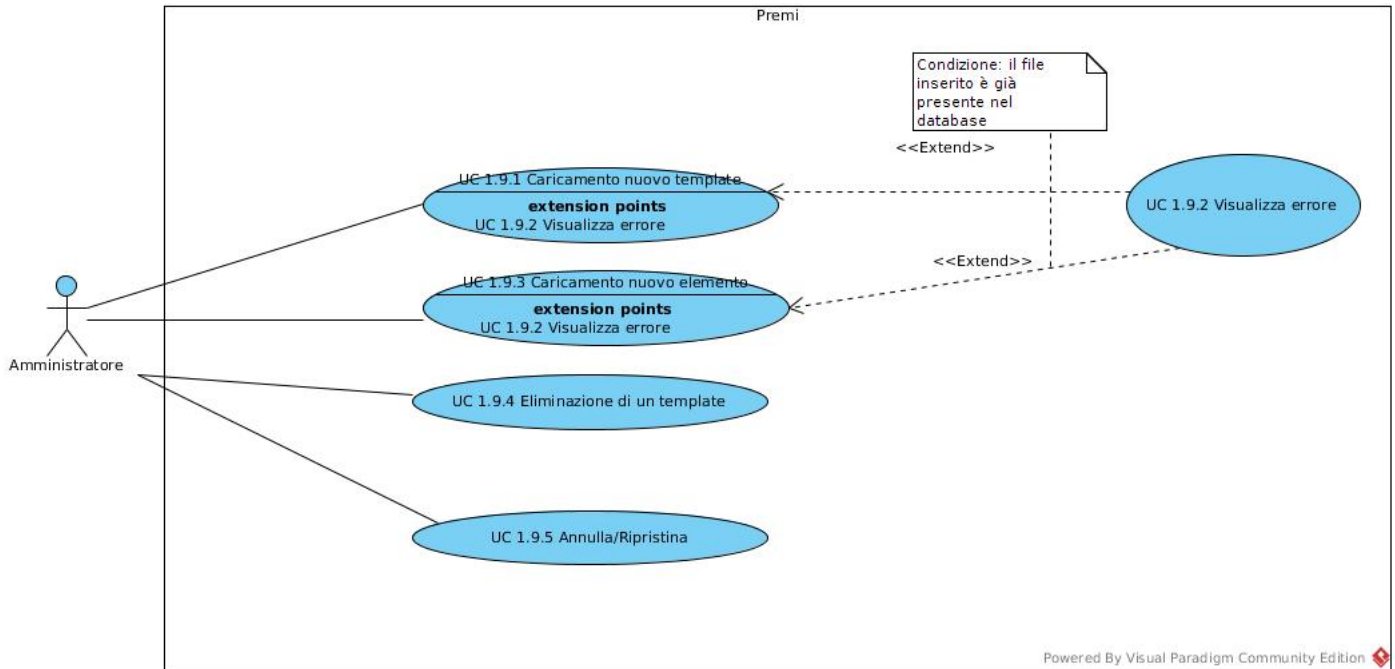 Premi
Condizione: il file
inserito è già
presente nel
database
<<Extend>>
UC 1.9.1 Caricamento nuovo template
extension points
UC 1.9.2 Visualizza errore
UC 1.9.2 Visualizza errore
<<Extend>>
UC 1.9.3 Caricamento nuovo elemento
extension points
UC 1.9.2 Visualizza errore
Amministratore
UC 1.9.4 Eliminazione di un template
UC 1.9.5 Annulla/Ripristina
Powered By Visual Paradigm Community Edition